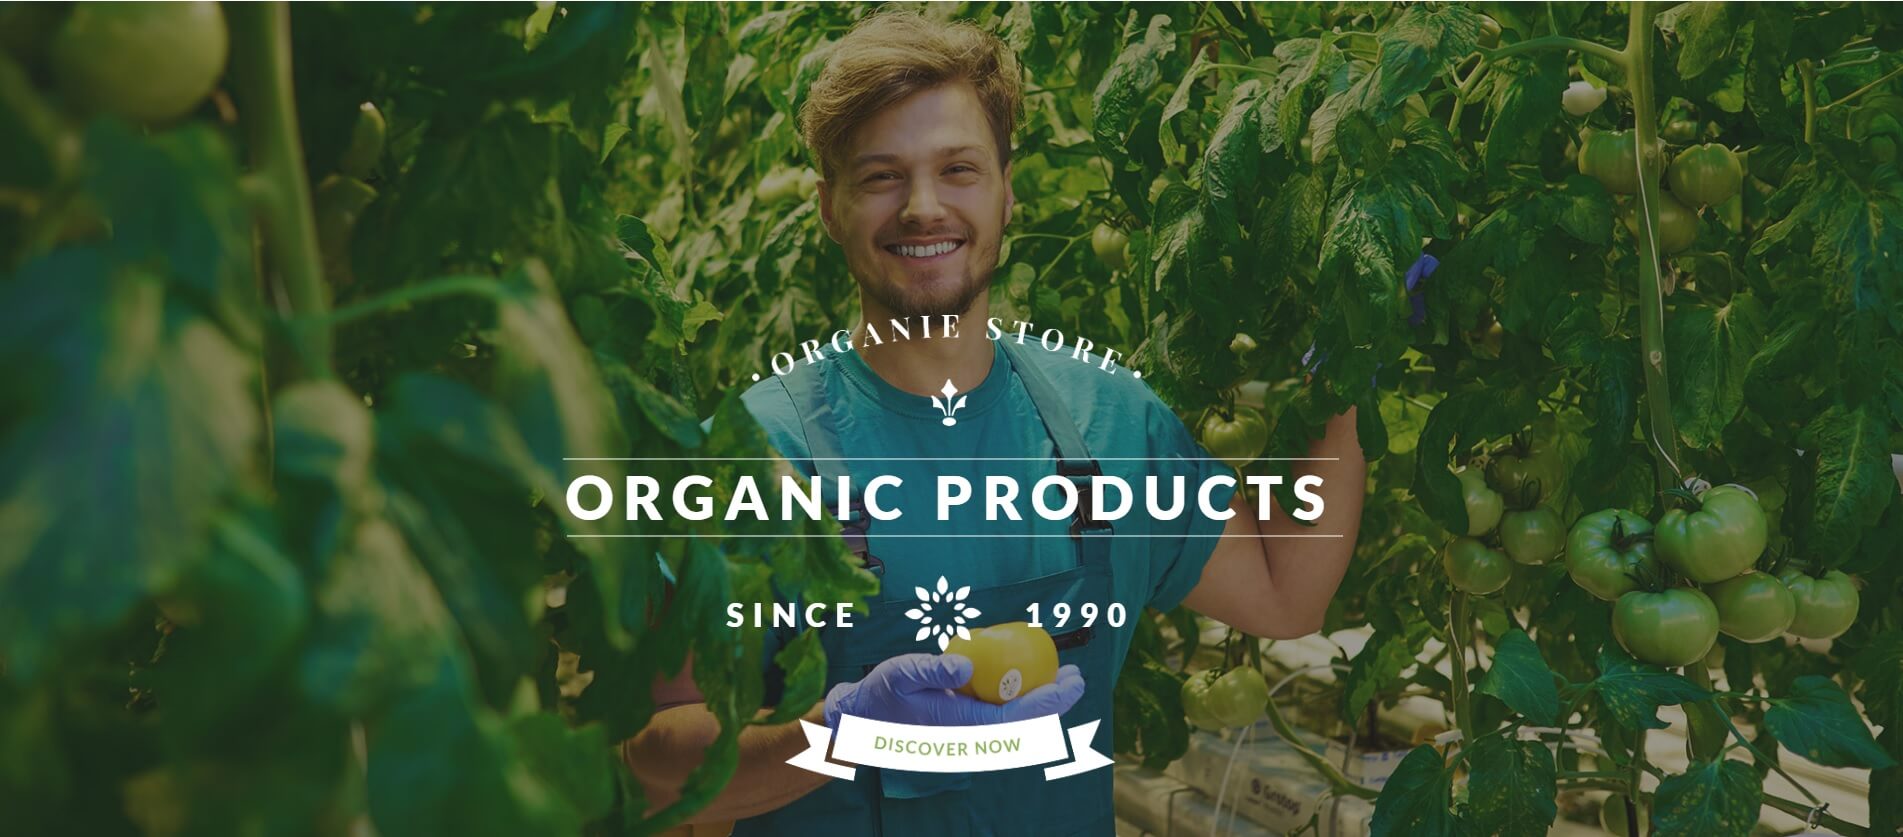 • ORGANIE STORE •
ORGANIC PRODUCTS
SINCE 1990
DISCOVER NOW